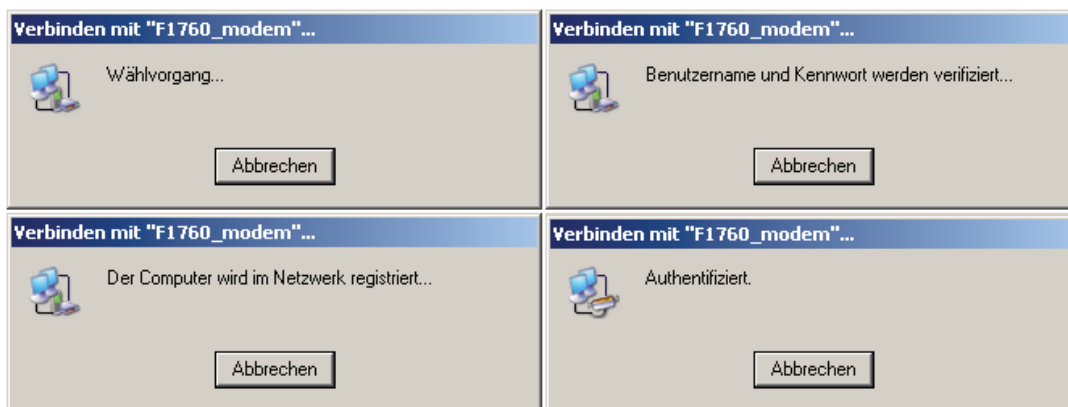 Verbinden mit "F1760_modem"...
Wählvorgang...
Abbrechen
Verbinden mit "F1760_modem"...
Benutzername und Kennwort werden verifiziert...
Abbrechen
Verbinden mit "F1760_modem"...
Der Computer wird im Netzwerk registriert...
Abbrechen
Verbinden mit "F1760_modem"...
Authentifiziert.
Abbrechen